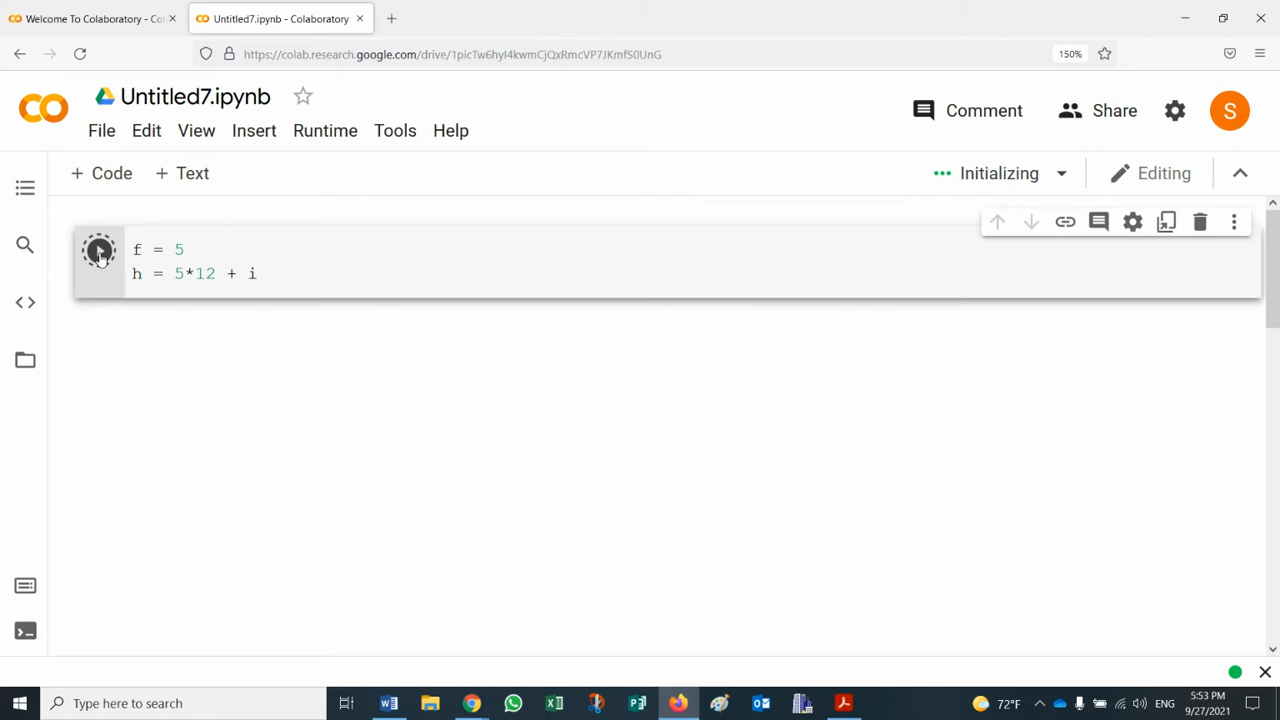 Welcome To Colaboratory - Col
Untitled7.ipynb - Colaboratory
https://colab.research.google.com/drive/1picTw6hyI4kwmCjQxRmcVP7JKmfS0UnG
150%
Untitled7.ipynb
Comment
Share
S
File Edit View Insert Runtime Tools Help
+ Code + Text
Initializing
Editing
f = 5
h = 5*12 + i
Type here to search
72°F
ENG
5:53 PM
9/27/2021